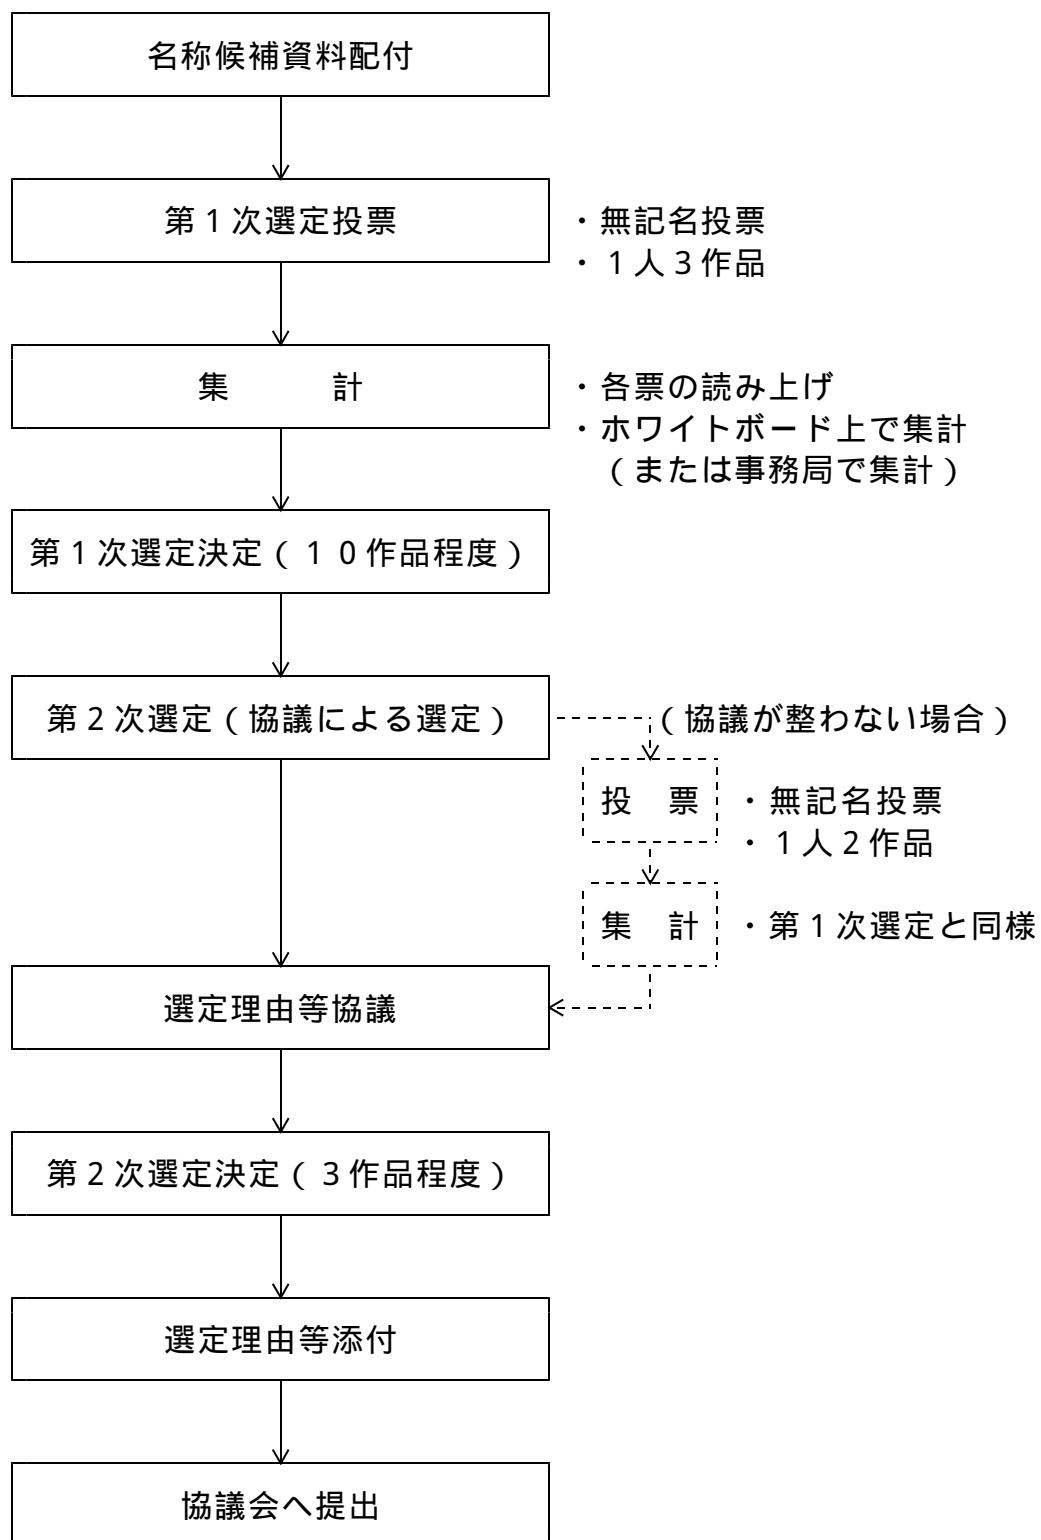 名称候補資料配付
第１次選定投票
・無記名投票
・１人３作品
集　　　計
・各票の読み上げ
・ホワイトボード上で集計
（または事務局で集計）
第１次選定決定（１０作品程度）
第２次選定（協議による選定）
（協議が整わない場合）
投　票
・無記名投票
・１人２作品
集　計
・第１次選定と同様
選定理由等協議
第２次選定決定（３作品程度）
選定理由等添付
協議会へ提出